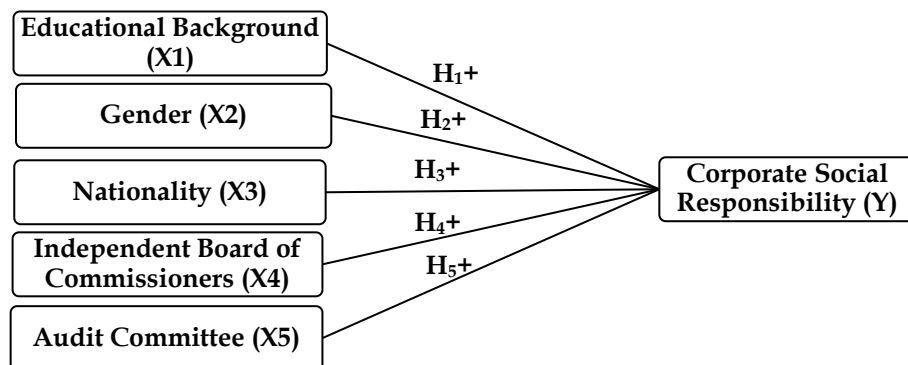 Educational Background
(X1)
H₁+
Gender (X2)
H₂+
Nationality (X3)
H₃+
Corporate Social
Responsibility (Y)
Independent Board of
Commissioners (X4)
H₄+
Audit Committee (X5)
H₅+